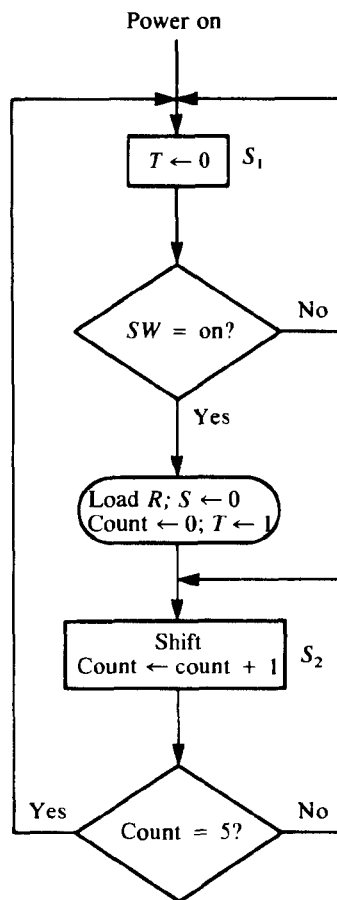 Power on
T ← 0
S₁
SW = on?
No
Yes
Load R; S ← 0
Count ← 0; T ← 1
Shift
Count ← count + 1
S₂
Yes
Count = 5?
No